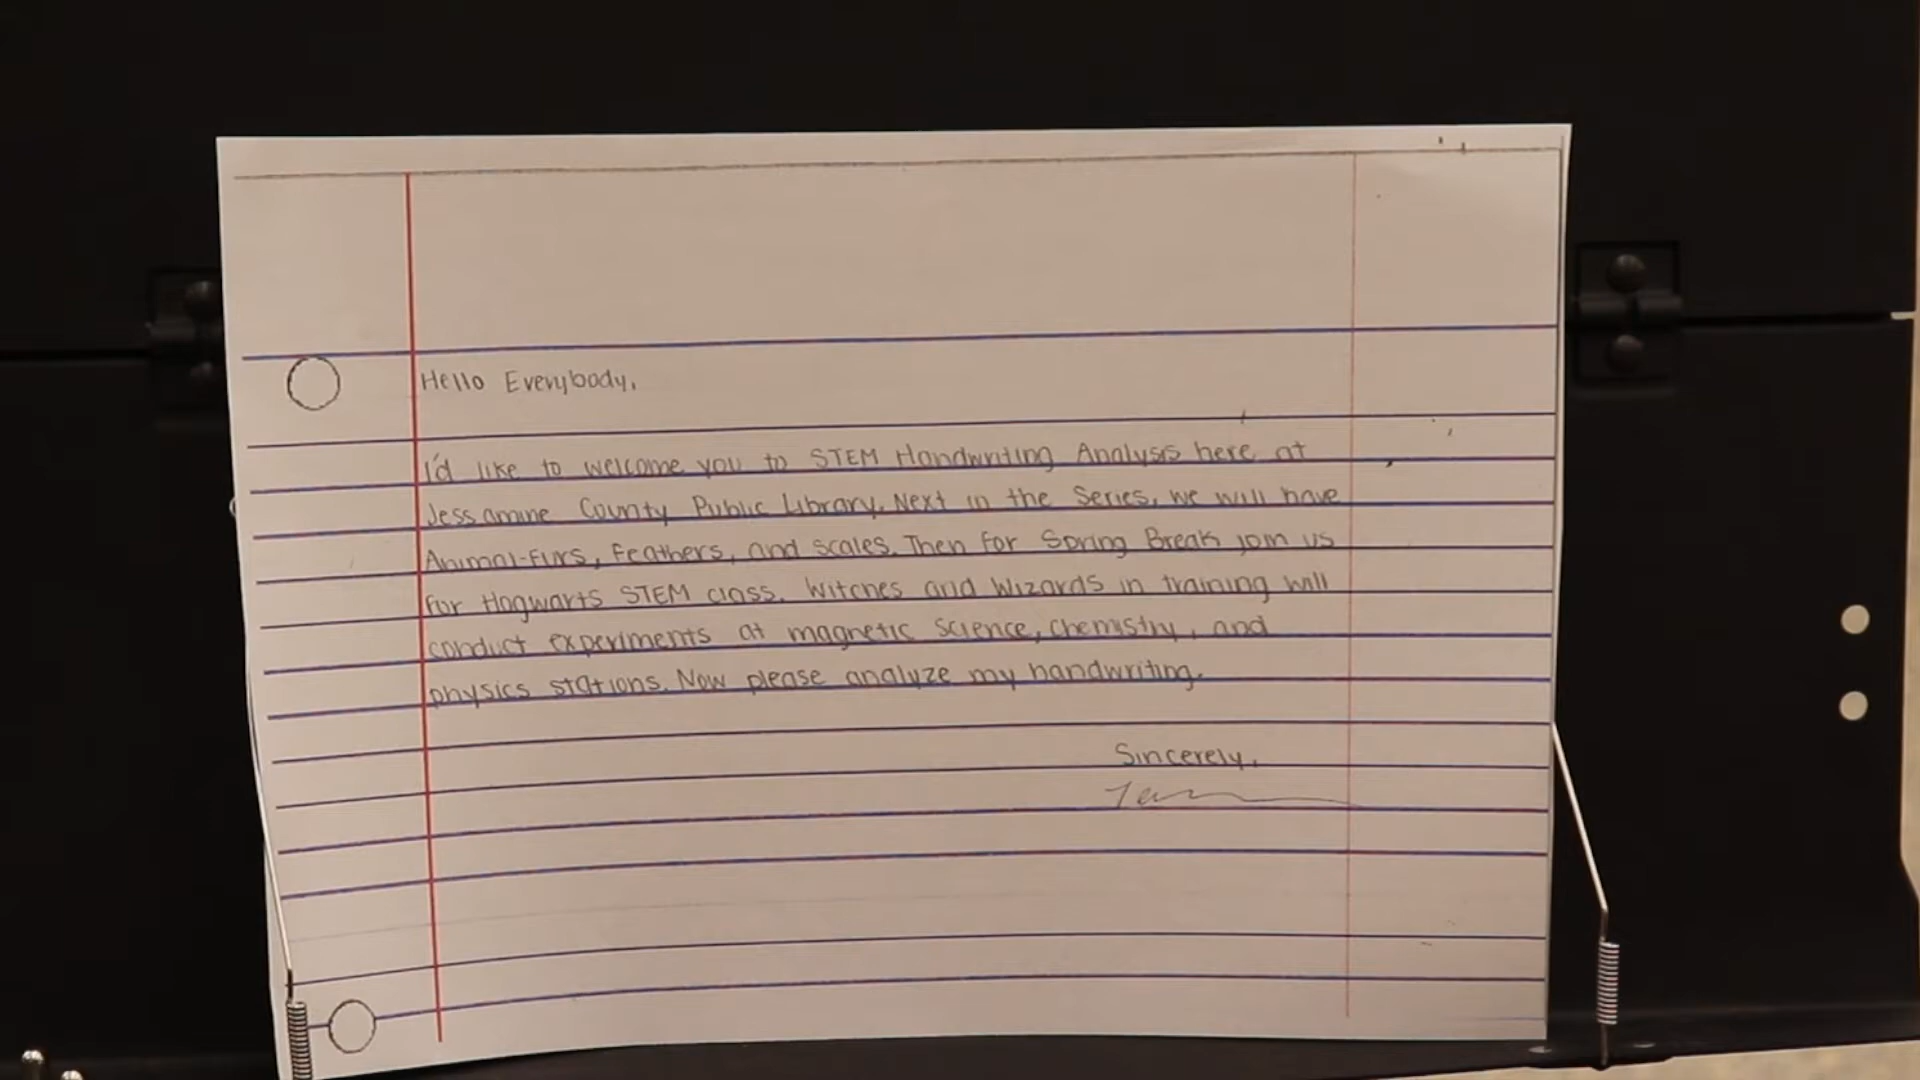 Hello Everybody,
I'd like to welcome you to STEM Handwriting Analysis here at
Jessamine County Public Library. Next in the Series, we will have
Animal-Furs, Feathers, and scales. Then for Spring Break join us
for Hogwarts STEM class. Witches and Wizards in training will
conduct experiments at magnetic science, chemistry, and
physics stations. Now please analyze my handwriting.
Sincerely,